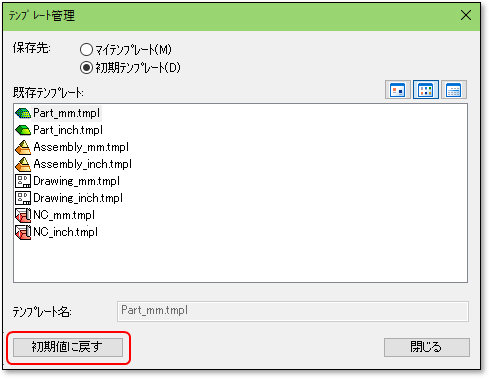 テンプレート管理
保存先:
マイテンプレート(M)
初期テンプレート(D)
既存テンプレート:
Part_mm.tmpl
Part_inch.tmpl
Assembly_mm.tmpl
Assembly_inch.tmpl
Drawing_mm.tmpl
Drawing_inch.tmpl
NC_mm.tmpl
NC_inch.tmpl
テンプレート名:
Part_mm.tmpl
初期値に戻す
閉じる